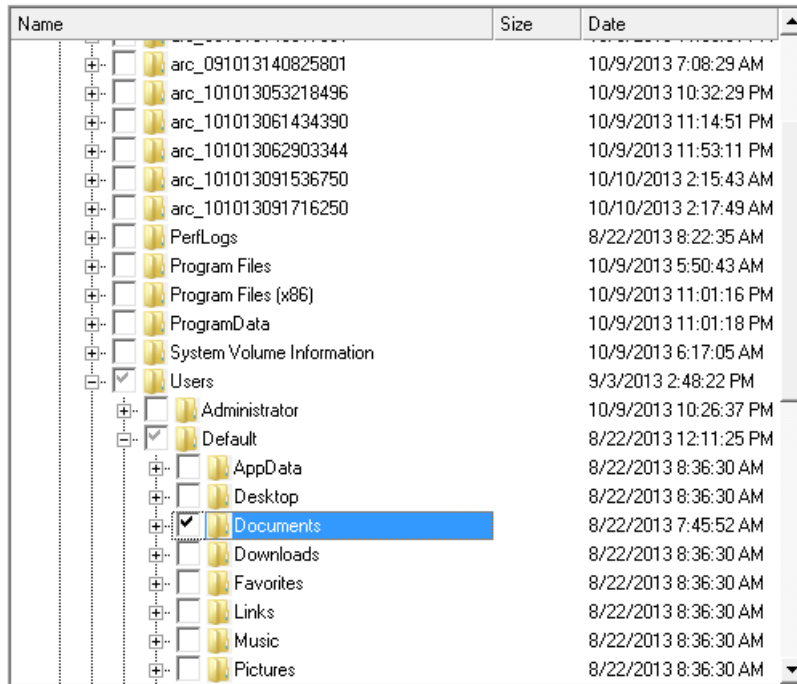 Name Size Date
arc_091013140825801 10/9/2013 7:08:29 AM
arc_101013053218496 10/9/2013 10:32:29 PM
arc_101013061434390 10/9/2013 11:14:51 PM
arc_101013062903344 10/9/2013 11:53:11 PM
arc_101013091536750 10/10/2013 2:15:43 AM
arc_101013091716250 10/10/2013 2:17:49 AM
PerfLogs 8/22/2013 8:22:35 AM
Program Files 10/9/2013 5:50:43 AM
Program Files (x86) 10/9/2013 11:01:16 PM
ProgramData 10/9/2013 11:01:18 PM
System Volume Information 10/9/2013 6:17:05 AM
Users 9/3/2013 2:48:22 PM
Administrator 10/9/2013 10:26:37 PM
Default 8/22/2013 12:11:25 PM
AppData 8/22/2013 8:36:30 AM
Desktop 8/22/2013 8:36:30 AM
Documents 8/22/2013 7:45:52 AM
Downloads 8/22/2013 8:36:30 AM
Favorites 8/22/2013 8:36:30 AM
Links 8/22/2013 8:36:30 AM
Music 8/22/2013 8:36:30 AM
Pictures 8/22/2013 8:36:30 AM